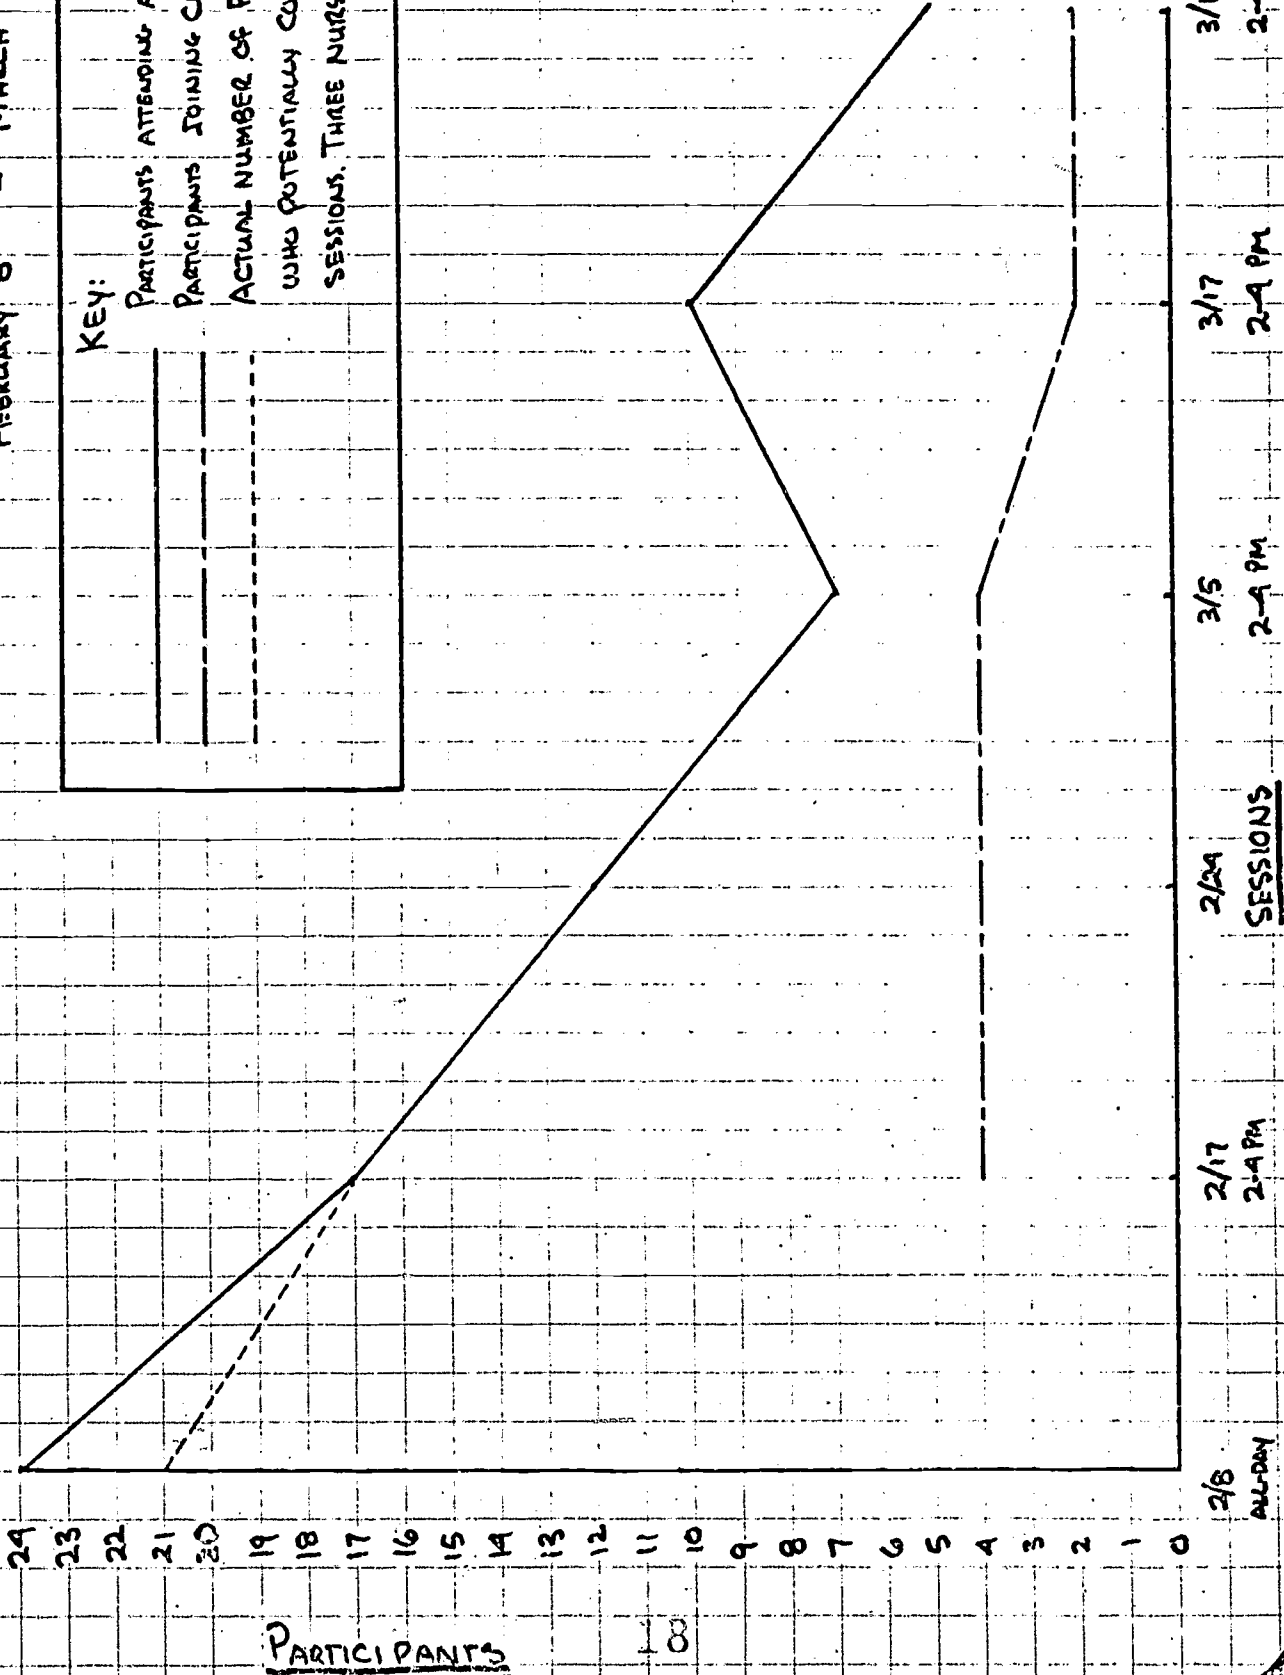 FEBRUARY 8 – MARCH
KEY:
PARTICIPANTS ATTENDING
PARTICIPANTS JOINING
ACTUAL NUMBER OF
WHO POTENTIALLY
SESSIONS. THREE
PARTICIPANTS
24
23
22
21
20
19
18
17
16
15
14
13
12
11
10
9
8
7
6
5
4
3
2
1
0
2/8 2/17 2/24 3/5 3/17
ALL-DAY 2-4 PM 2-4 PM 2-4 PM
SESSIONS
18